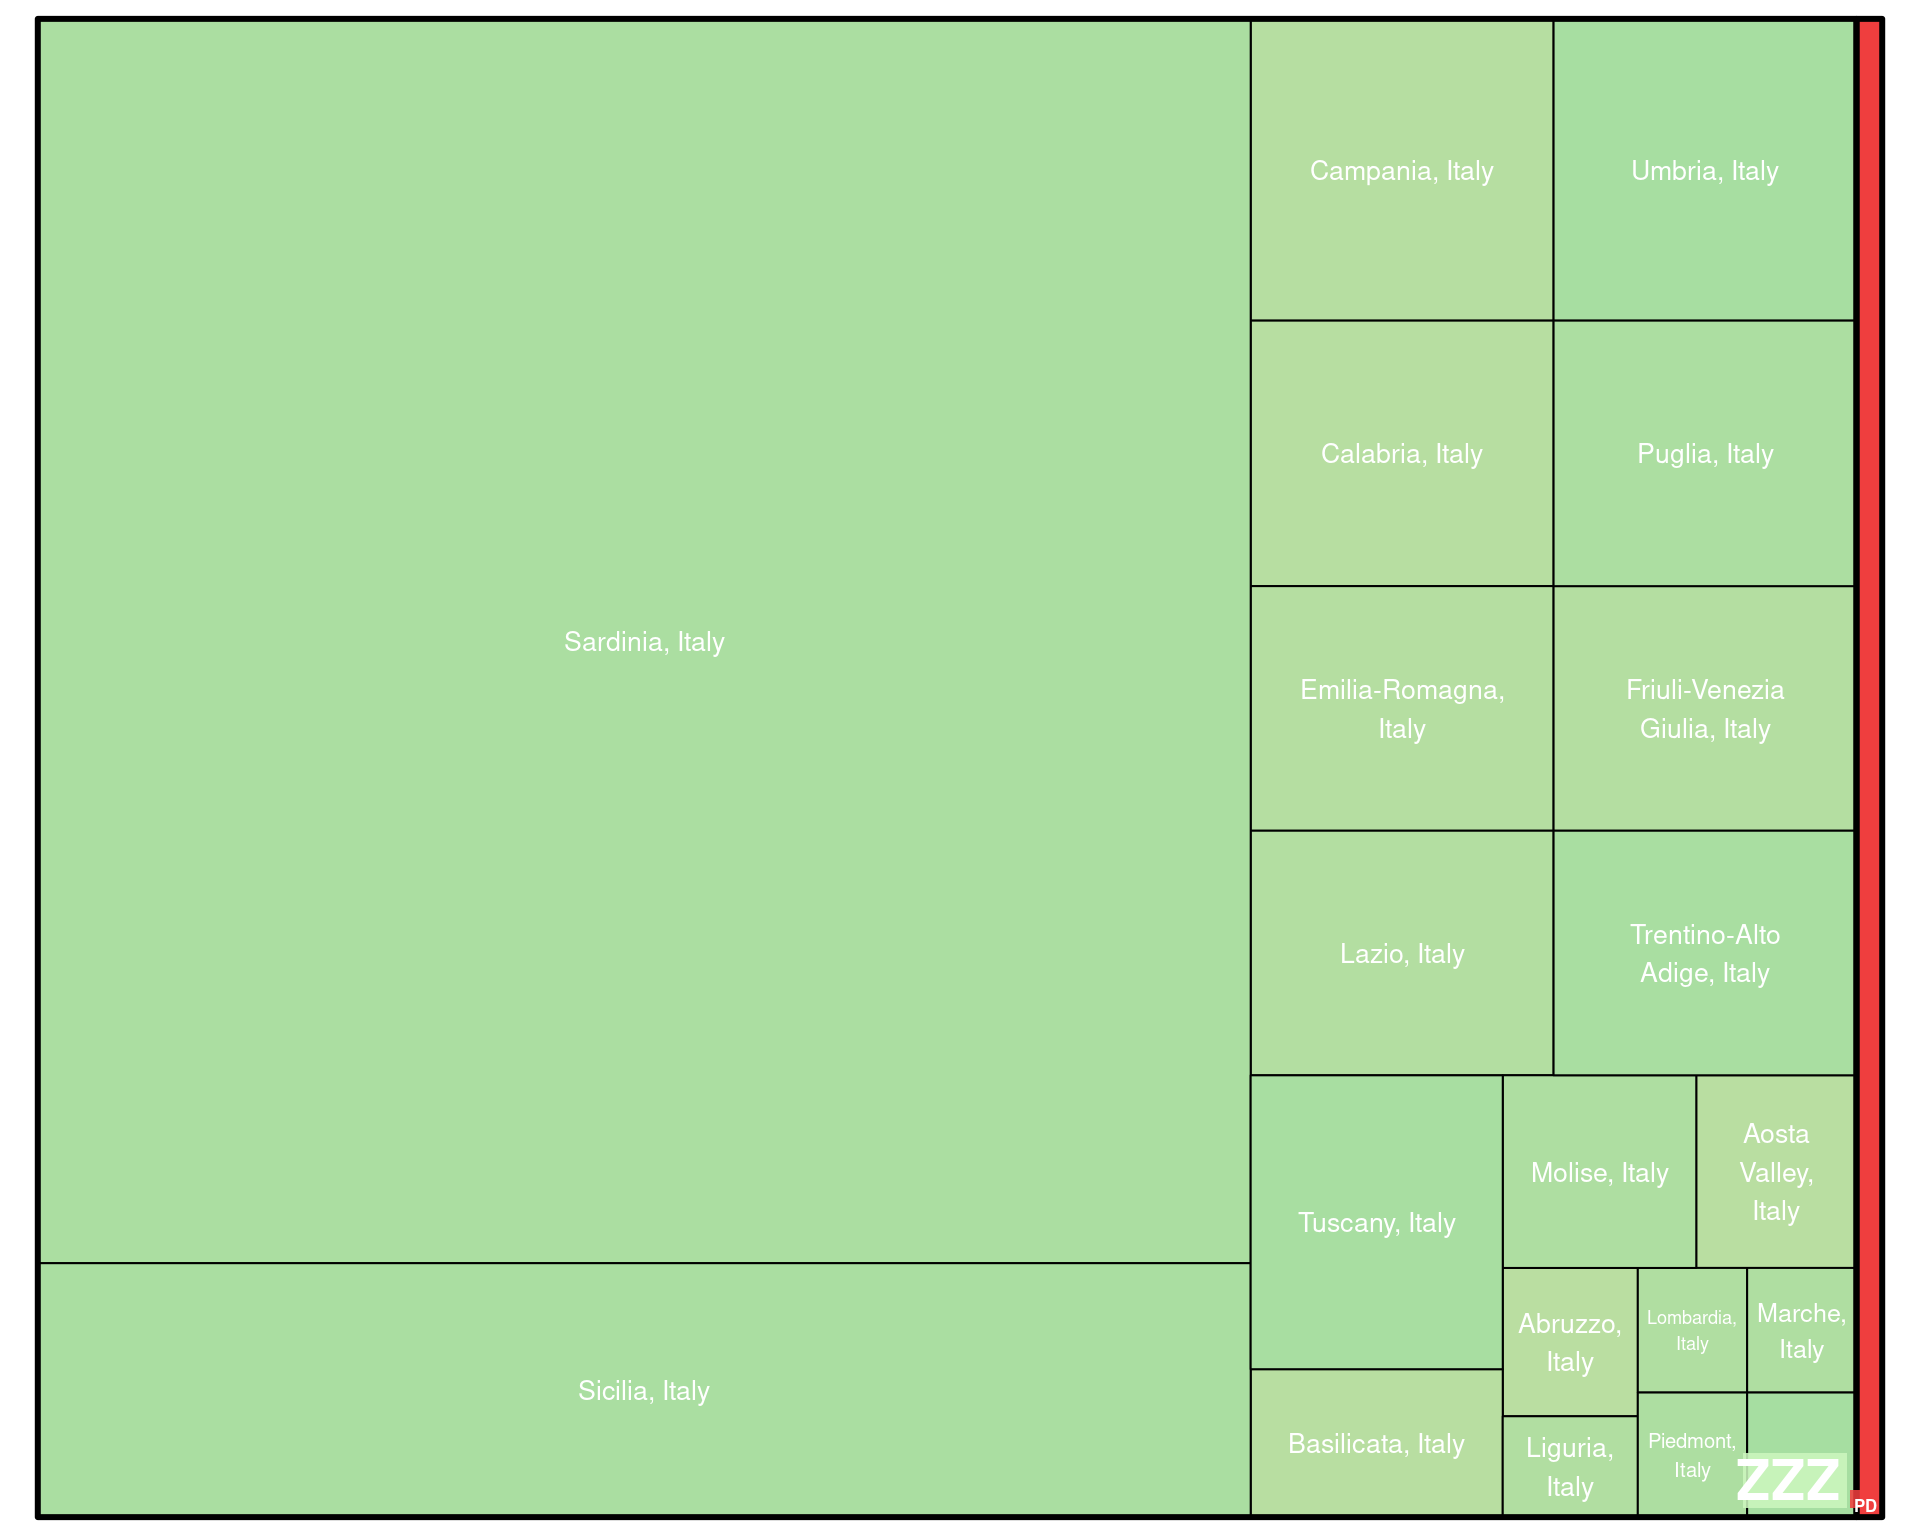 Sardinia, Italy
Sicilia, Italy
Campania, Italy
Umbria, Italy
Calabria, Italy
Puglia, Italy
Emilia-Romagna,
Italy
Friuli-Venezia
Giulia, Italy
Lazio, Italy
Trentino-Alto
Adige, Italy
Tuscany, Italy
Molise, Italy
Aosta
Valley,
Italy
Basilicata, Italy
Abruzzo,
Italy
Lombardia,
Italy
Marche,
Italy
Liguria,
Italy
Piedmont,
Italy
ZZZ
PD